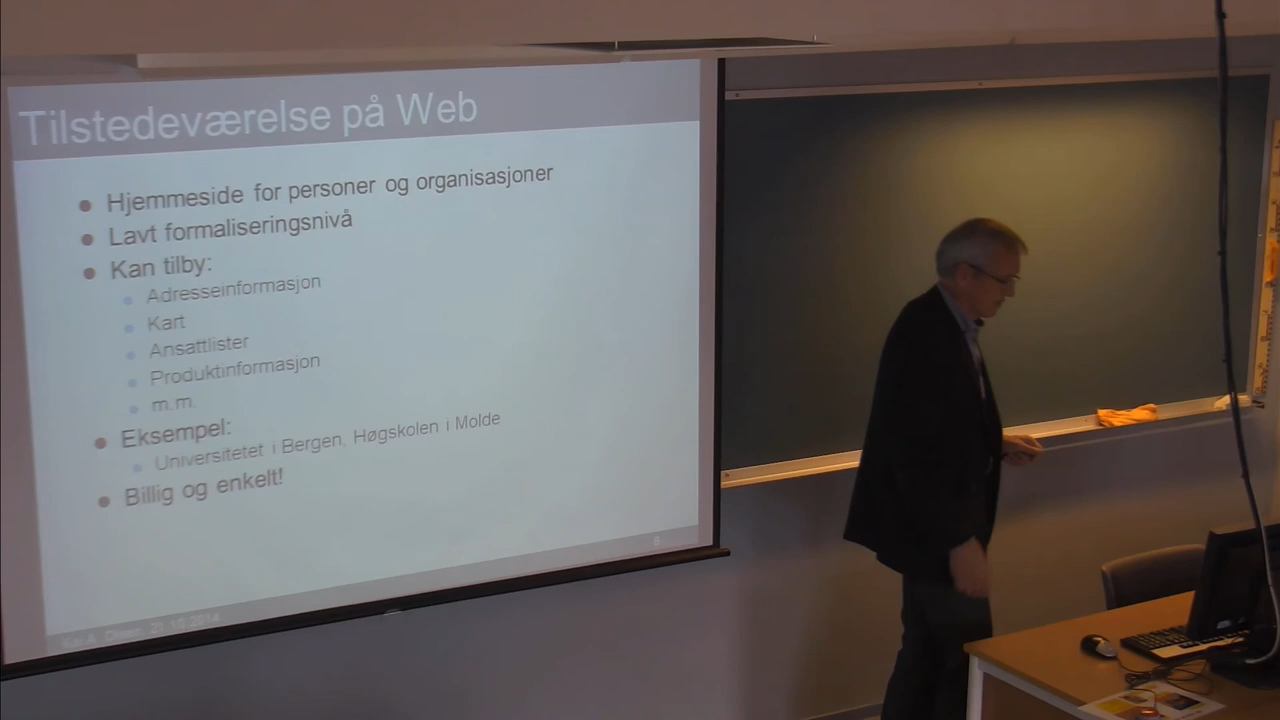 Tilstedeværelse på Web
Hjemmeside for personer og organisasjoner
Lavt formaliseringsnivå
Kan tilby:
Adresseinformasjon
Kart
Ansattlister
Produktinformasjon
m.m.
Eksempel:
Universitetet i Bergen, Høgskolen i Molde
Billig og enkelt!